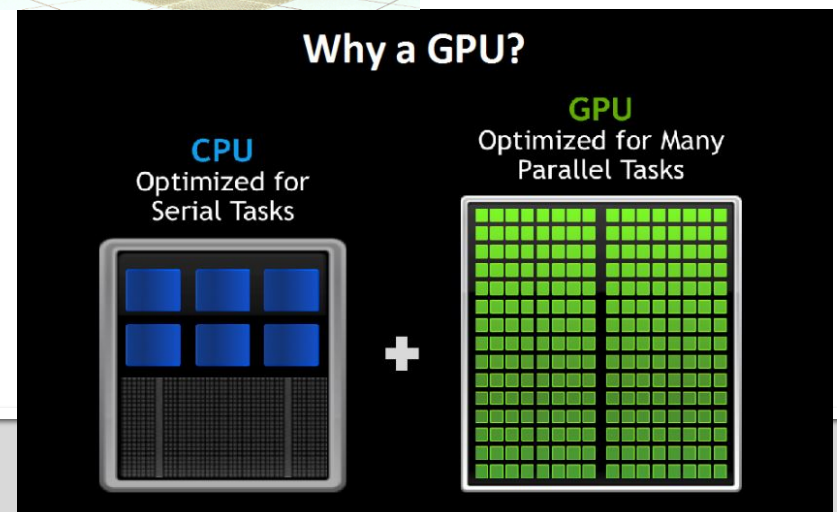 Why a GPU?
CPU
Optimized for
Serial Tasks
GPU
Optimized for Many
Parallel Tasks